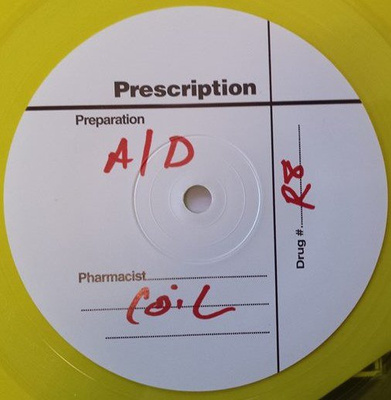 Prescription
Preparation
A/D
Pharmacist
Coil
Drug # R8